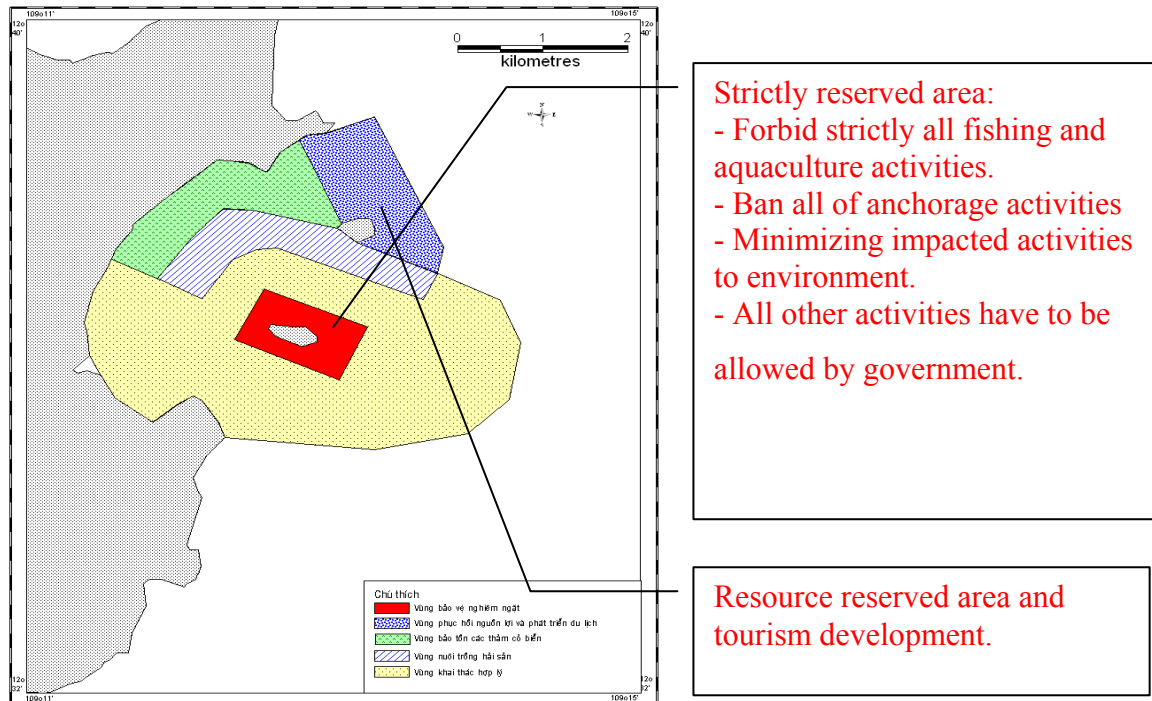 109o11'
109o15'
12o
40'
12o
40'
0 1 2
kilometres
N
W E
S
Strictly reserved area:
- Forbid strictly all fishing and
aquaculture activities.
- Ban all of anchorage activities
- Minimizing impacted activities
to environment.
- All other activities have to be
allowed by government.
Chú thích
Vùng bảo vệ nghiêm ngặt
Vùng phục hồi nguồn lợi và phát triển du lịch
Vùng bảo tồn các thảm cỏ biển
Vùng nuôi trồng hải sản
Vùng khai thác hợp lý
Resource reserved area and
tourism development.
12o
32'
12o
32'
109o11'
109o15'